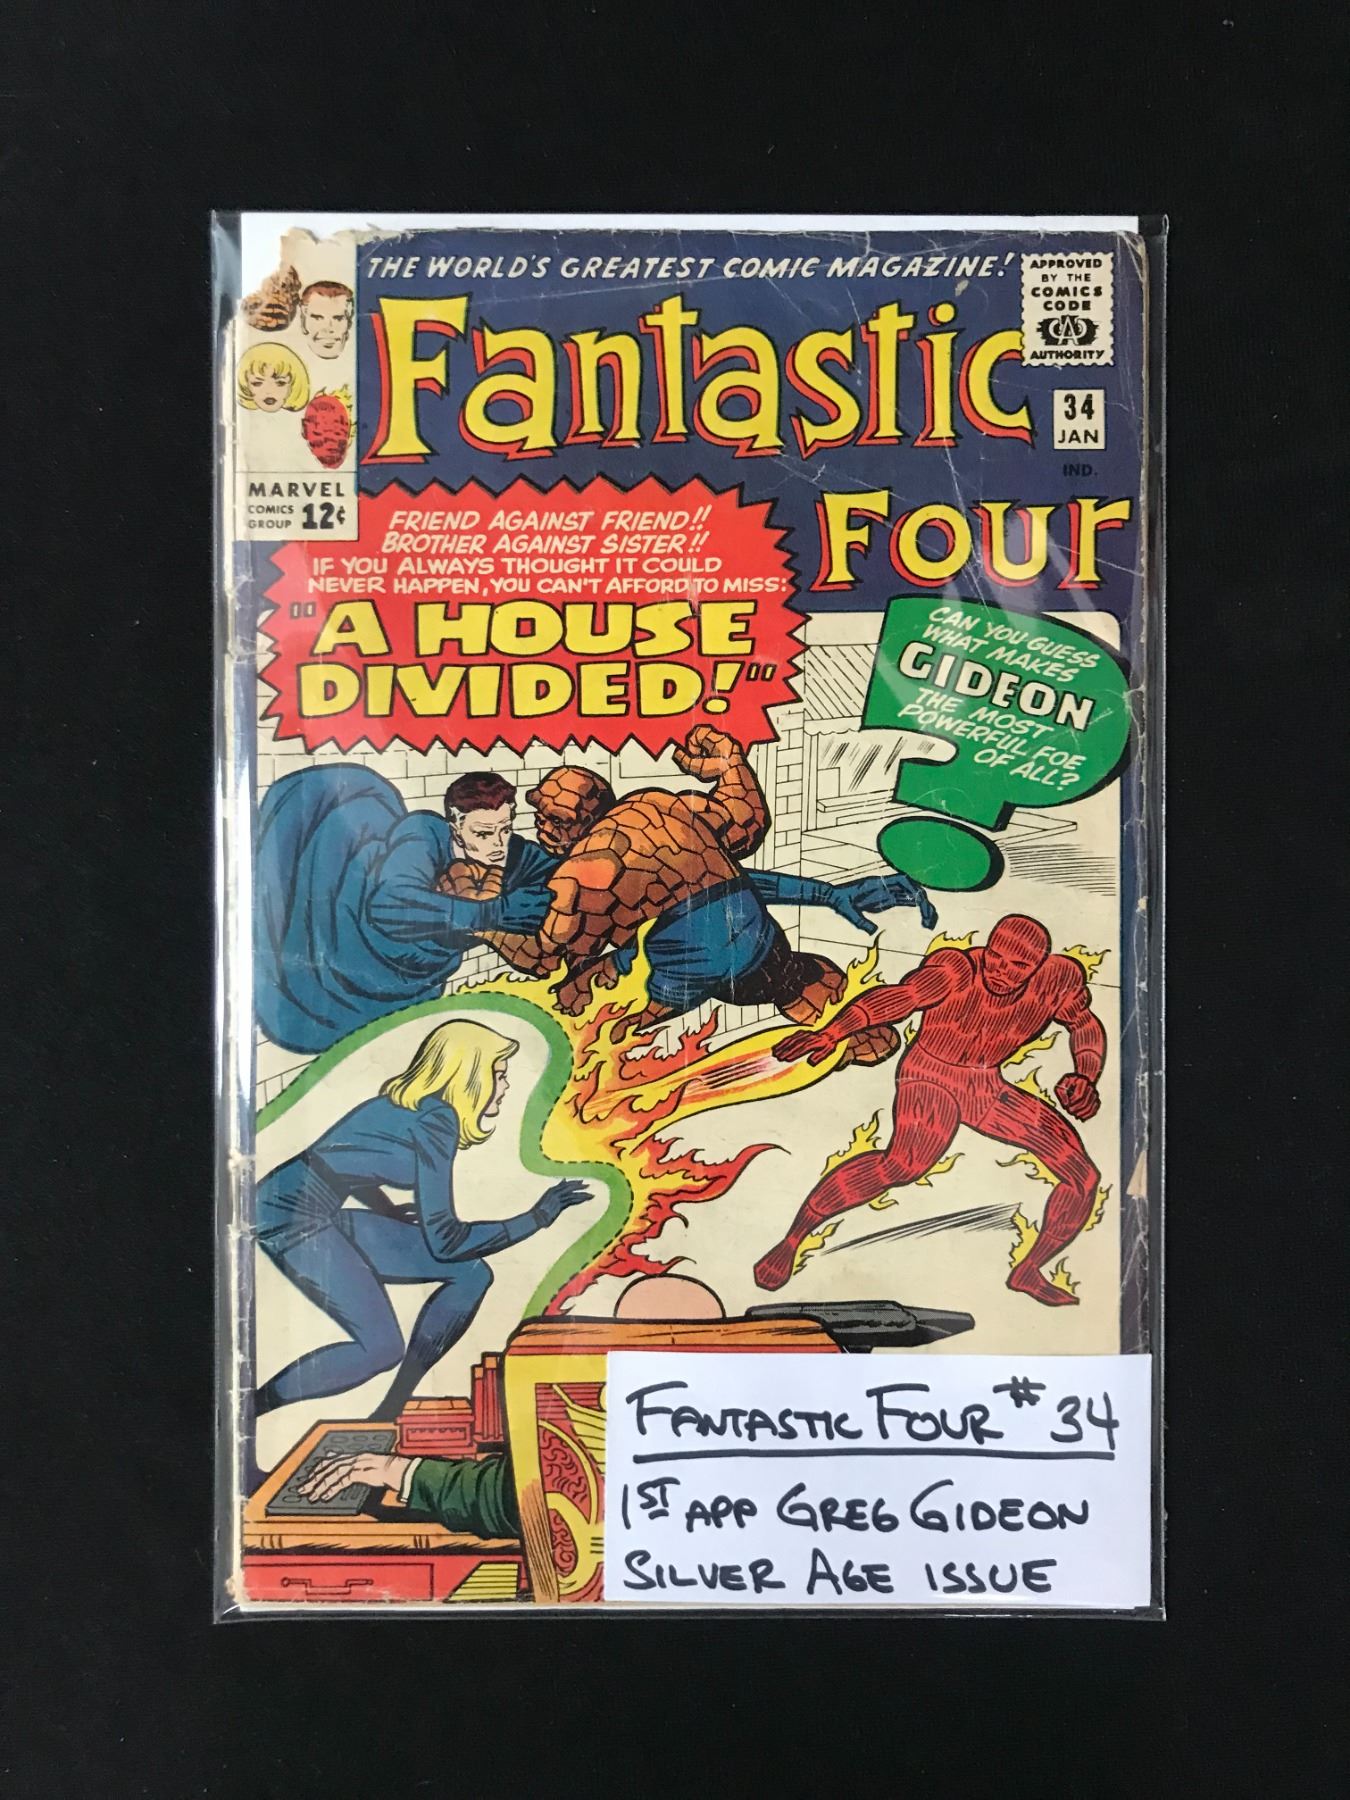 THE WORLD'S GREATEST COMIC MAGAZINE!
APPROVED
BY THE
COMICS
CODE
CA
AUTHORITY
Fantastic
Four
34
JAN
IND.
MARVEL
COMICS
GROUP
12¢
FRIEND AGAINST FRIEND!!
BROTHER AGAINST SISTER!!
IF YOU ALWAYS THOUGHT IT COULD
NEVER HAPPEN, YOU CAN'T AFFORD TO MISS:
"A HOUSE
DIVIDED!"
CAN YOU GUESS
WHAT MAKES
GIDEON
THE MOST
POWERFUL FOE
OF ALL?
FANTASTIC FOUR # 34
1ST APP GREG GIDEON
SILVER AGE ISSUE